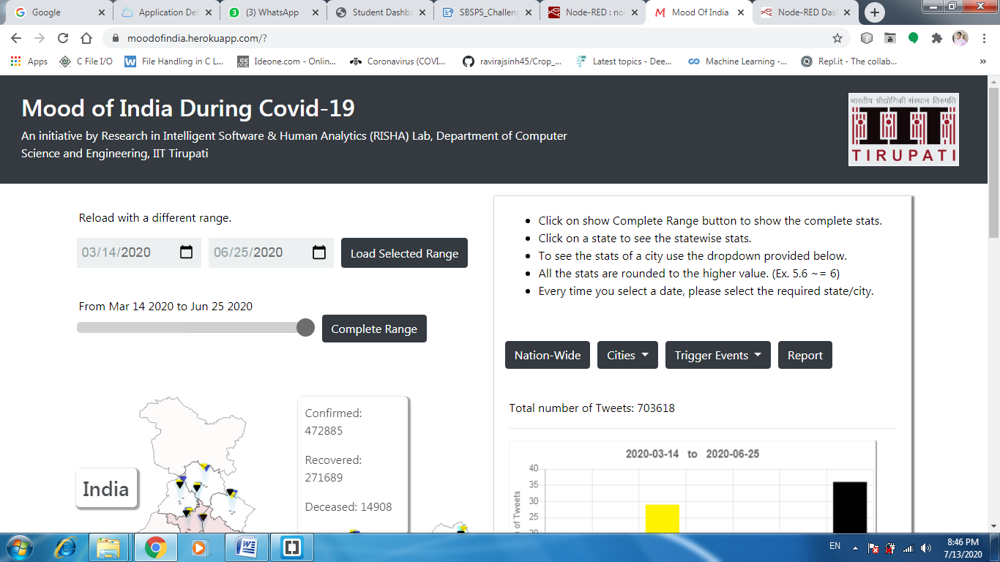 Google
Application Det
(3) WhatsApp
Student Dashbo
SBSPS_Challeng
Node-RED : no
Mood Of India
Node-RED Das
moodofindia.herokuapp.com/?
Apps
C File I/O
File Handling in C L...
Ideone.com - Onlin...
Coronavirus (COVI...
ravirajsinh45/Crop_...
Latest topics - Dee...
Machine Learning -...
Repl.it - The collab...
»
Mood of India During Covid-19
An initiative by Research in Intelligent Software & Human Analytics (RISHA) Lab, Department of Computer
Science and Engineering, IIT Tirupati
भारतीय प्रौद्योगिकी संस्थान तिरुपति
TIRUPATI
Reload with a different range.
03/14/2020
06/25/2020
Load Selected Range
From Mar 14 2020 to Jun 25 2020
Complete Range
• Click on show Complete Range button to show the complete stats.
• Click on a state to see the statewise stats.
• To see the stats of a city use the dropdown provided below.
• All the stats are rounded to the higher value. (Ex. 5.6 ~= 6)
• Every time you select a date, please select the required state/city.
Nation-Wide
Cities
Trigger Events
Report
Total number of Tweets: 703618
India
Confirmed:
472885
Recovered:
271689
Deceased: 14908
2020-03-14 to 2020-06-25
40
35
30
25
20
of Tweets
EN
8:46 PM
7/13/2020